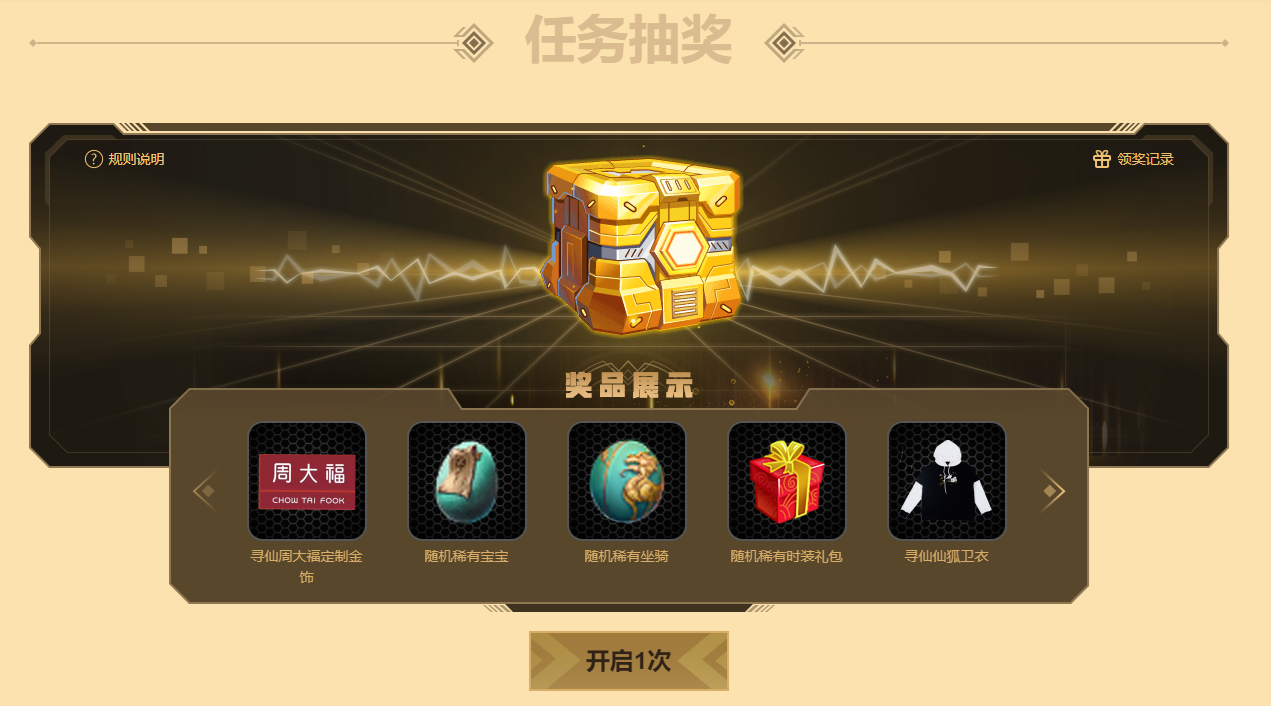 任务抽奖
规则说明
领奖记录
奖品展示
周大福
CHOW TAI FOOK
寻仙周大福定制金
饰
随机稀有宝宝
随机稀有坐骑
随机稀有时装礼包
寻仙仙狐卫衣
开启1次